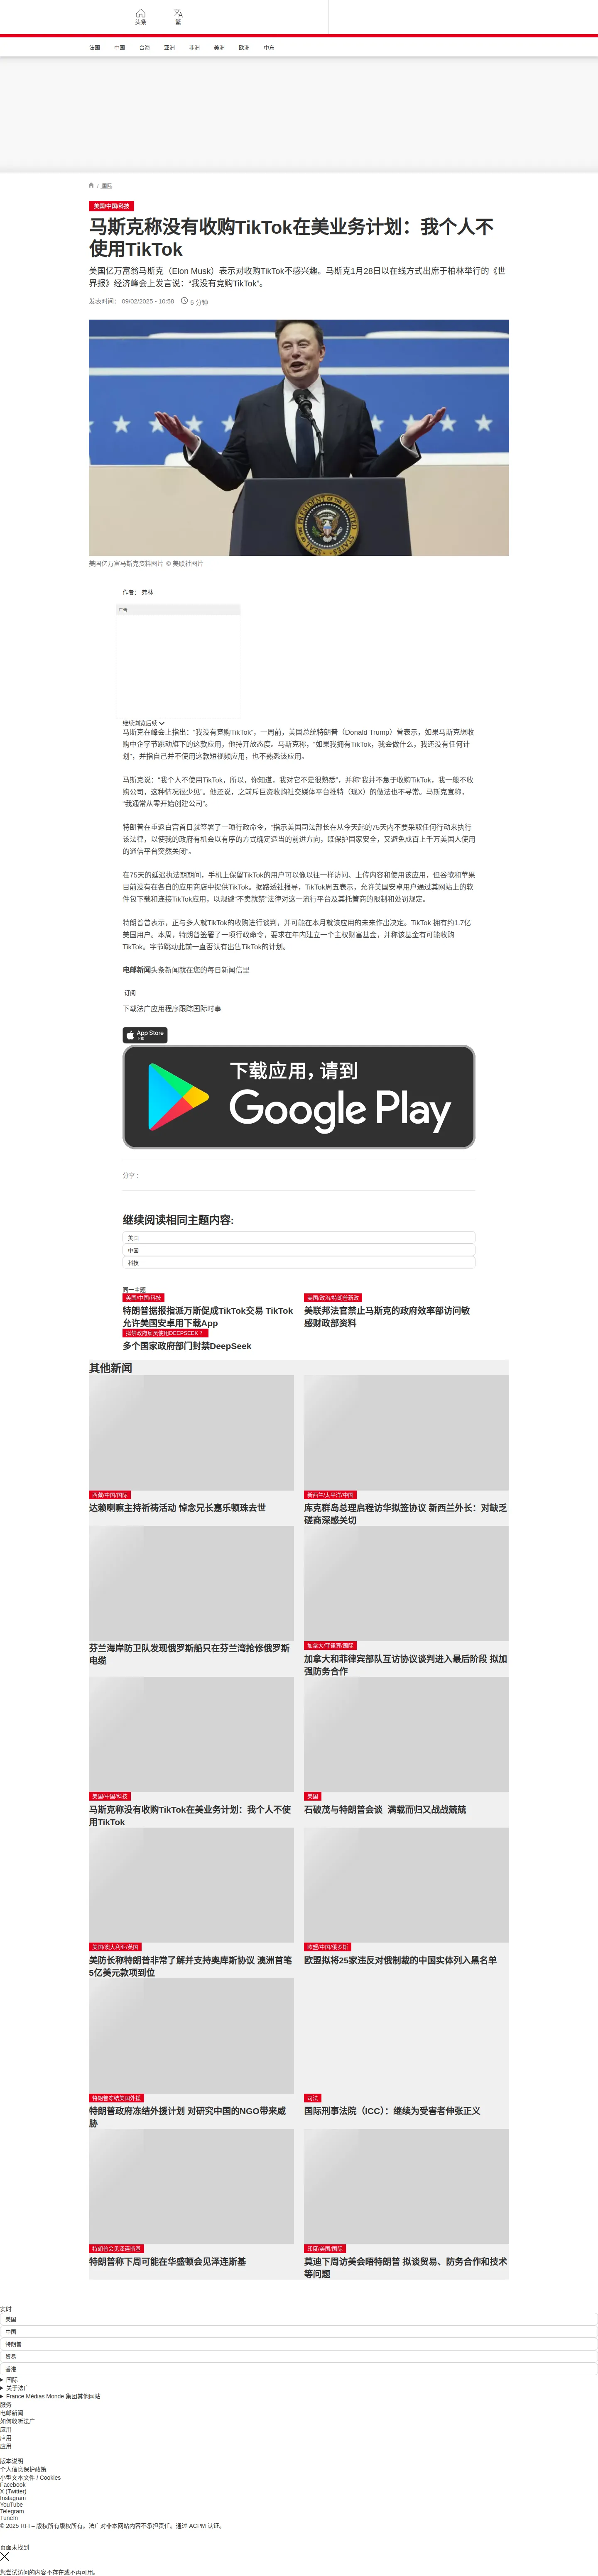 头条
繁
法国
中国
台海
亚洲
非洲
美洲
欧洲
中东
/ 国际
美国/中国/科技
马斯克称没有收购TikTok在美业务计划：我个人不
使用TikTok
美国亿万富翁马斯克（Elon Musk）表示对收购TikTok不感兴趣。马斯克1月28日以在线方式出席于柏林举行的《世
界报》经济峰会上发言说：“我没有竞购TikTok”。
发表时间： 09/02/2025 - 10:58
5 分钟
美国亿万富马斯克资料图片 © 美联社图片
作者： 弗林
广告
继续浏览后续
马斯克在峰会上指出：“我没有竞购TikTok”，一周前，美国总统特朗普（Donald Trump）曾表示，如果马斯克想收
购中企字节跳动旗下的这款应用，他持开放态度。马斯克称，“如果我拥有TikTok，我会做什么，我还没有任何计
划”，并指自己并不使用这款短视频应用，也不熟悉该应用。
马斯克说：“我个人不使用TikTok，所以，你知道，我对它不是很熟悉”，并称“我并不急于收购TikTok，我一般不收
购公司，这种情况很少见”。他还说，之前斥巨资收购社交媒体平台推特（现X）的做法也不寻常。马斯克宣称，
“我通常从零开始创建公司”。
特朗普在重返白宫首日就签署了一项行政命令，“指示美国司法部长在从今天起的75天内不要采取任何行动来执行
该法律，以使我的政府有机会以有序的方式确定适当的前进方向，既保护国家安全，又避免成百上千万美国人使用
的通信平台突然关闭”。
在75天的延迟执法期期间，手机上保留TikTok的用户可以像以往一样访问、上传内容和使用该应用，但谷歌和苹果
目前没有在各自的应用商店中提供TikTok。据路透社报导，TikTok周五表示，允许美国安卓用户通过其网站上的软
件包下载和连接TikTok应用，以规避“不卖就禁”法律对这一流行平台及其托管商的限制和处罚规定。
特朗普曾表示，正与多人就TikTok的收购进行谈判，并可能在本月就该应用的未来作出决定。TikTok 拥有约1.7亿
美国用户。本周，特朗普签署了一项行政命令，要求在年内建立一个主权财富基金，并称该基金有可能收购
TikTok。字节跳动此前一直否认有出售TikTok的计划。
电邮新闻头条新闻就在您的每日新闻信里
订阅
下载法广应用程序跟踪国际时事
App Store
下载
下载应用，请到
Google Play
分享 :
继续阅读相同主题内容:
美国
中国
科技
同一主题
美国/中国/科技
特朗普据报指派万斯促成TikTok交易 TikTok
允许美国安卓用下载App
美国/政治/特朗普新政
美联邦法官禁止马斯克的政府效率部访问敏
感财政部资料
拟禁政府雇员使用DEEPSEEK ？
多个国家政府部门封禁DeepSeek
其他新闻
西藏/中国/国际
达赖喇嘛主持祈祷活动 悼念兄长嘉乐顿珠去世
新西兰/太平洋/中国
库克群岛总理启程访华拟签协议 新西兰外长：对缺乏
磋商深感关切
芬兰海岸防卫队发现俄罗斯船只在芬兰湾抢修俄罗斯
电缆
加拿大/菲律宾/国际
加拿大和菲律宾部队互访协议谈判进入最后阶段 拟加
强防务合作
美国/中国/科技
马斯克称没有收购TikTok在美业务计划：我个人不使
用TikTok
美国
石破茂与特朗普会谈 满载而归又战战兢兢
美国/澳大利亚/英国
美防长称特朗普非常了解并支持奥库斯协议 澳洲首笔
5亿美元款项到位
欧盟/中国/俄罗斯
欧盟拟将25家违反对俄制裁的中国实体列入黑名单
特朗普冻结美国外援
特朗普政府冻结外援计划 对研究中国的NGO带来威
胁
司法
国际刑事法院（ICC）：继续为受害者伸张正义
特朗普会见泽连斯基
特朗普称下周可能在华盛顿会见泽连斯基
印度/美国/国际
莫迪下周访美会晤特朗普 拟谈贸易、防务合作和技术
等问题
实时
美国
中国
特朗普
贸易
香港
国际
关于法广
France Médias Monde 集团其他网站
服务
电邮新闻
如何收听法广
应用
应用
应用
版本说明
个人信息保护政策
小型文本文件 / Cookies
Facebook
X (Twitter)
Instagram
YouTube
Telegram
TuneIn
© 2025 RFI – 版权所有版权所有。法广对非本网站内容不承担责任。通过 ACPM 认证。
页面未找到
您尝试访问的内容不存在或不再可用。